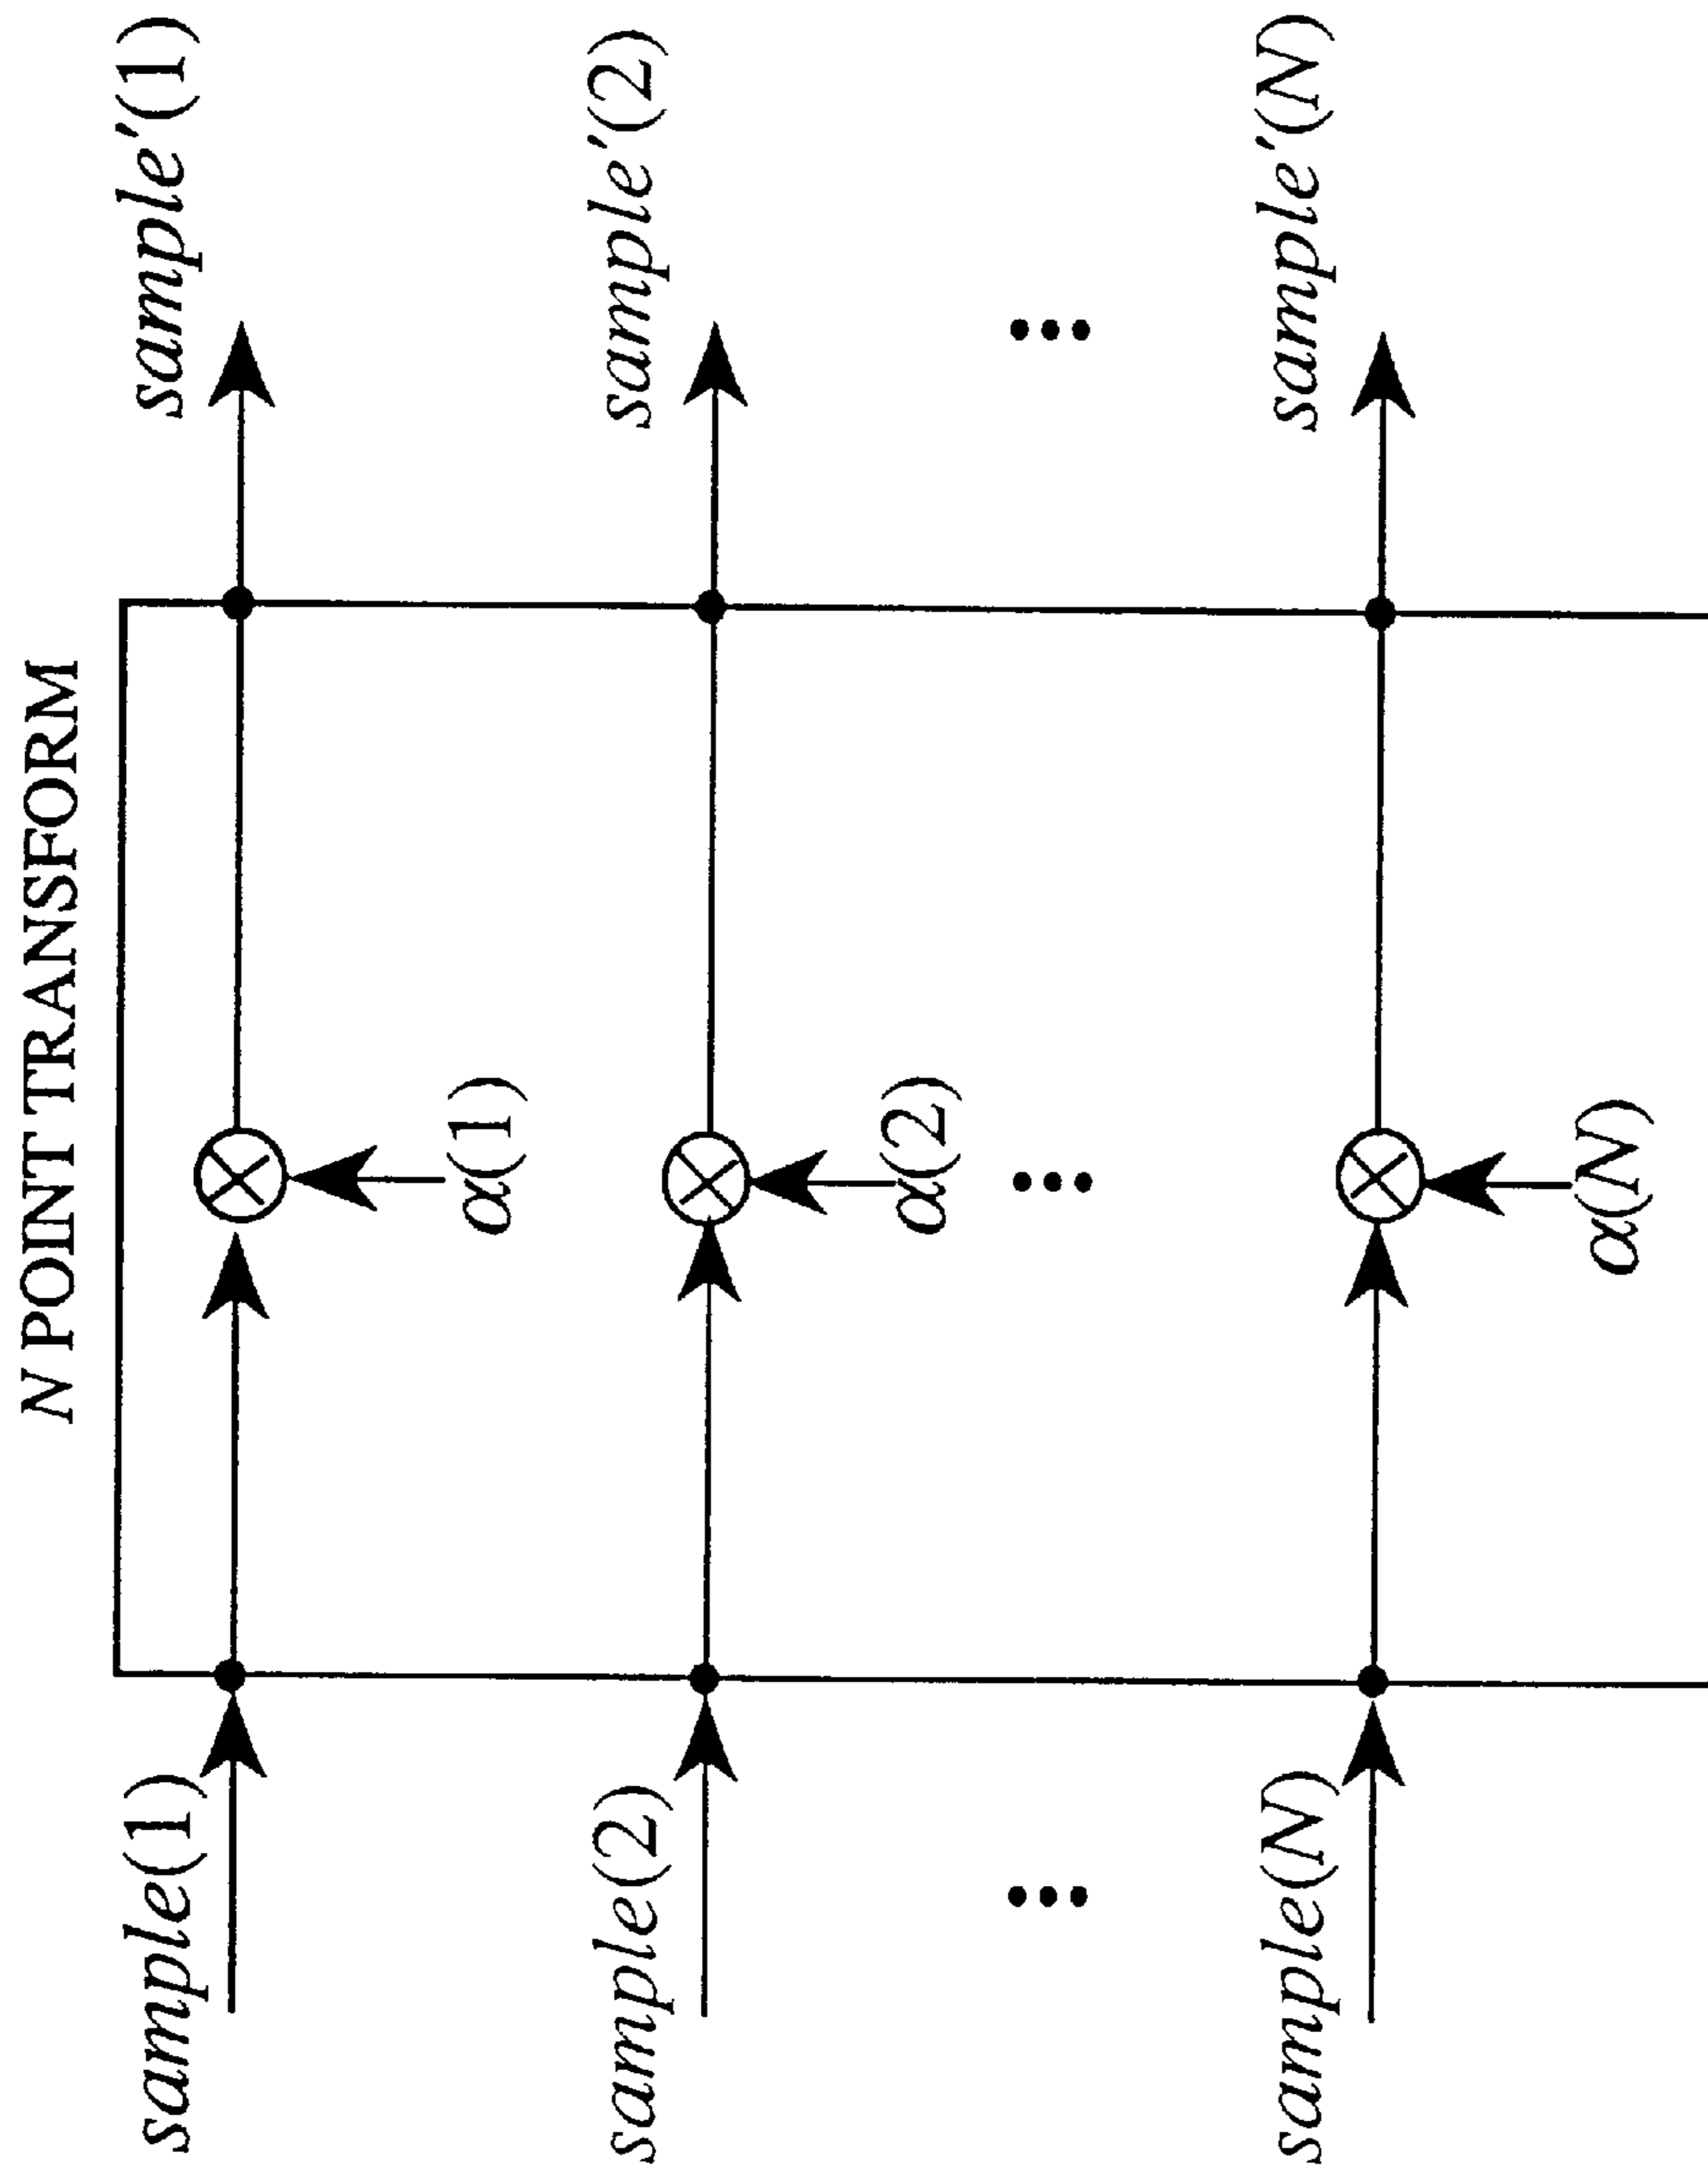 N POINT TRANSFORM
sample(1)
α(1)
sample'(1)
sample(2)
α(2)
sample'(2)
...
...
...
sample(N)
α(N)
sample'(N)